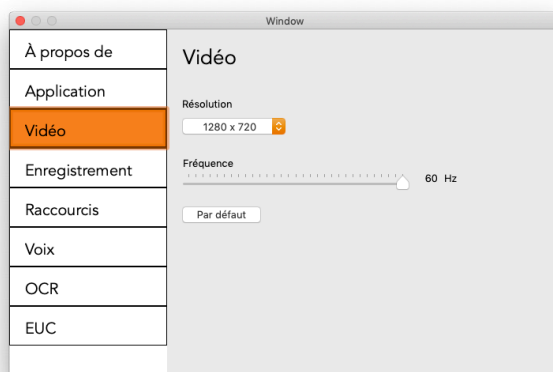 Window
À propos de
Application
Vidéo
Enregistrement
Raccourcis
Voix
OCR
EUC
Vidéo
Résolution
1280 x 720
Fréquence
60 Hz
Par défaut